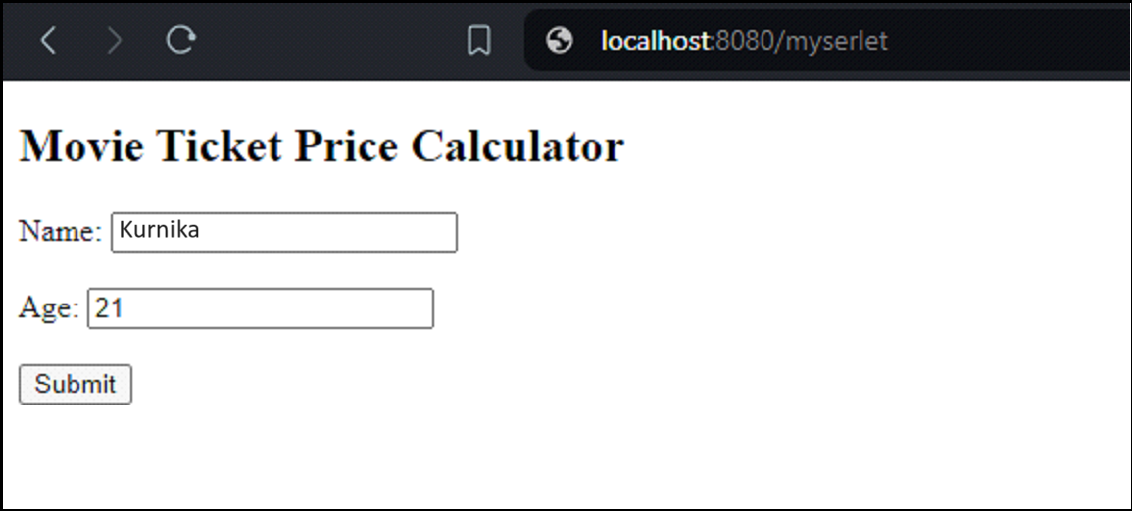 localhost:8080/myserlet
Movie Ticket Price Calculator
Name: Kurnika
Age: 21
Submit